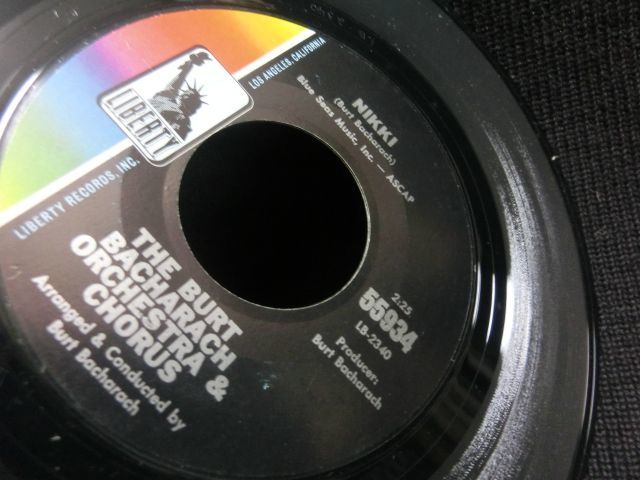 LIBERTY
LIBERTY RECORDS, INC.
LOS ANGELES, CALIFORNIA
NIKKI
(Burt Bacharach)
Blue Seas Music, Inc. — ASCAP
2:25
55934
LB-2340
Producer:
Burt Bacharach
THE BURT
BACHARACH
ORCHESTRA &
CHORUS
Arranged & Conducted by
Burt Bacharach